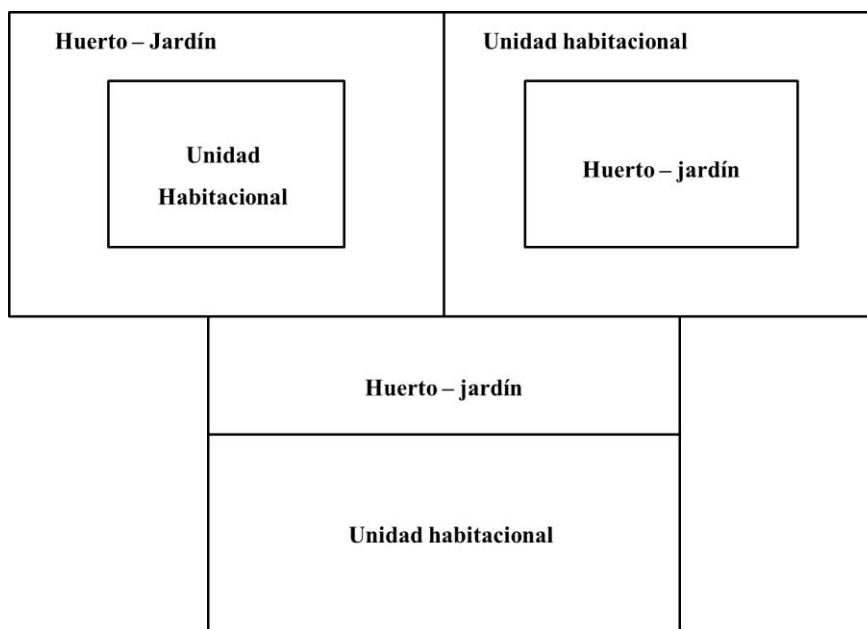 Huerto – Jardín
Unidad habitacional
Unidad
Habitacional
Huerto – jardín
Huerto – jardín
Unidad habitacional